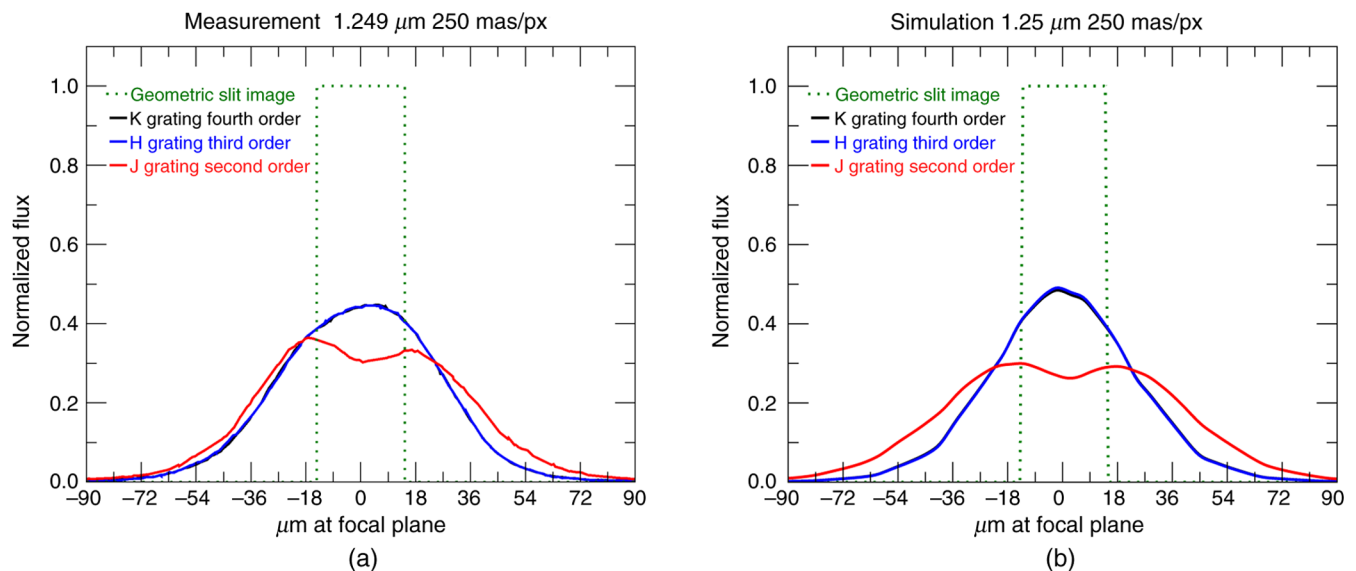 Measurement 1.249 μm 250 mas/px
Normalized flux
1.0
0.8
0.6
0.4
0.2
0.0
Geometric slit image
K grating fourth order
H grating third order
J grating second order
–90 –72 –54 –36 –18 0 18 36 54 72 90
μm at focal plane
(a)
Simulation 1.25 μm 250 mas/px
Normalized flux
1.0
0.8
0.6
0.4
0.2
0.0
Geometric slit image
K grating fourth order
H grating third order
J grating second order
–90 –72 –54 –36 –18 0 18 36 54 72 90
μm at focal plane
(b)